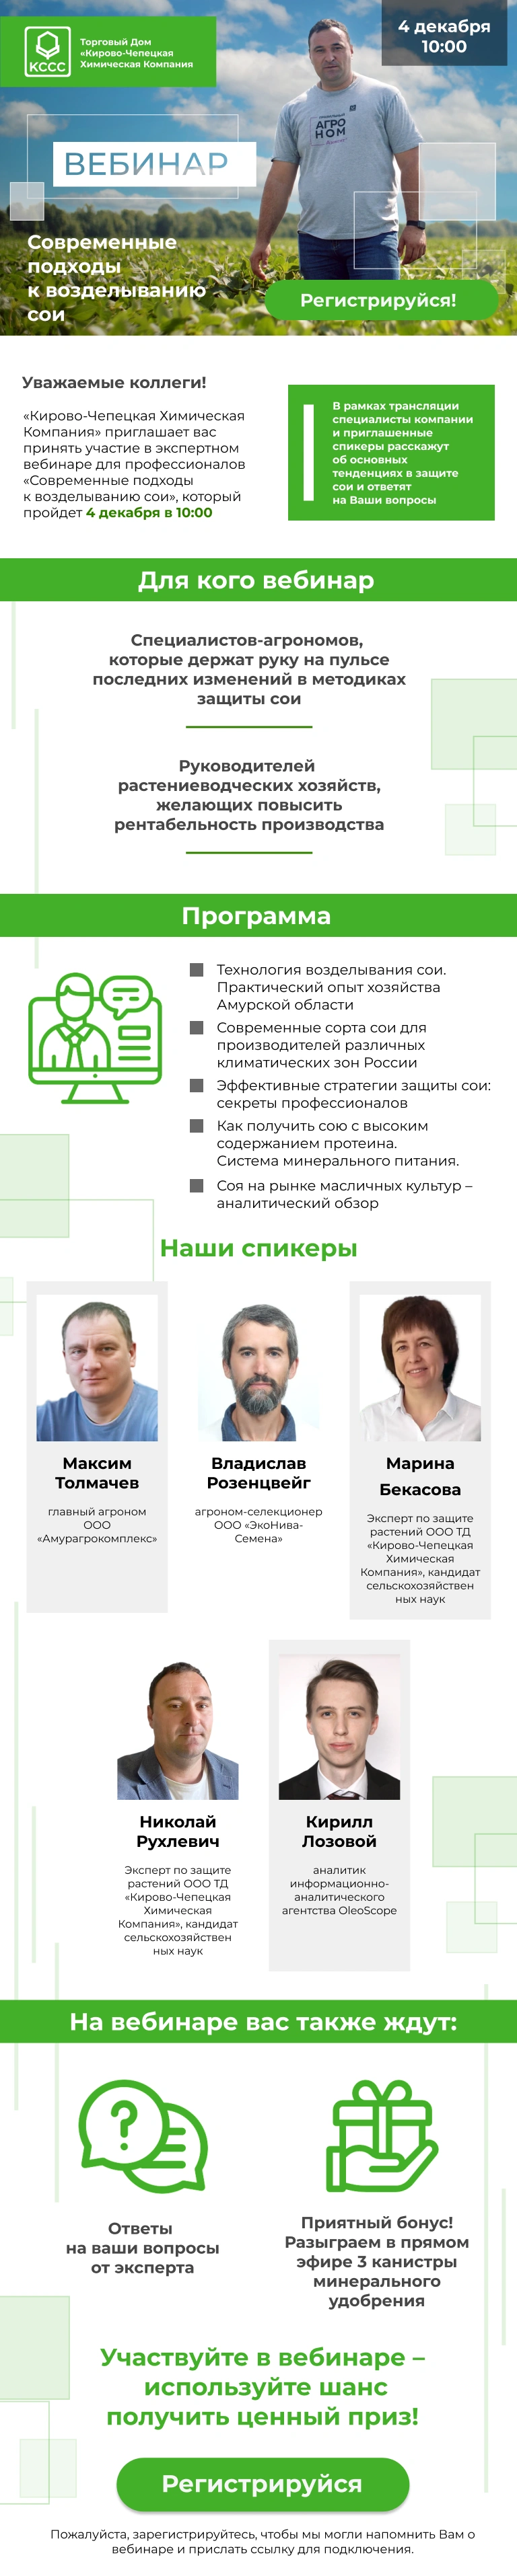 4 декабря
10:00
КССС
Торговый Дом
«Кирово-Чепецкая
Химическая Компания
АГРО
НОМ
ВЕБИНАР
Современные
подходы
к возделыванию
сои
Регистрируйся!
Уважаемые коллеги!
«Кирово-Чепецкая Химическая
Компания» приглашает вас
принять участие в экспертном
вебинаре для профессионалов
«Современные подходы
к возделыванию сои», который
пройдет 4 декабря в 10:00
В рамках трансляции
специалисты компании
и приглашенные
спикеры расскажут
об основных
тенденциях в защите
сои и ответят
на Ваши вопросы
Для кого вебинар
Специалистов-агрономов,
которые держат руку на пульсе
последних изменений в методиках
защиты сои
Руководителей
растениеводческих хозяйств,
желающих повысить
рентабельность производства
Программа
Технология возделывания сои.
Практический опыт хозяйства
Амурской области
Современные сорта сои для
производителей различных
климатических зон России
Эффективные стратегии защиты сои:
секреты профессионалов
Как получить сою с высоким
содержанием протеина.
Система минерального питания.
Соя на рынке масличных культур –
аналитический обзор
Наши спикеры
Максим
Толмачев
главный агроном
ООО
«Амурагрокомплекс»
Владислав
Розенцвейг
агроном-селекционер
ООО «ЭкоНива-
Семена»
Марина
Бекасова
Эксперт по защите
растений ООО ТД
«Кирово-Чепецкая
Химическая
Компания», кандидат
сельскохозяйствен
ных наук
Николай
Рухлевич
Эксперт по защите
растений ООО ТД
«Кирово-Чепецкая
Химическая
Компания», кандидат
сельскохозяйствен
ных наук
Кирилл
Лозовой
аналитик
информационно-
аналитического
агентства OleoScope
На вебинаре вас также ждут:
?
Ответы
на ваши вопросы
от эксперта
Приятный бонус!
Разыграем в прямом
эфире 3 канистры
минерального
удобрения
Участвуйте в вебинаре –
используйте шанс
получить ценный приз!
Регистрируйся
Пожалуйста, зарегистрируйтесь, чтобы мы могли напомнить Вам о
вебинаре и прислать ссылку для подключения.